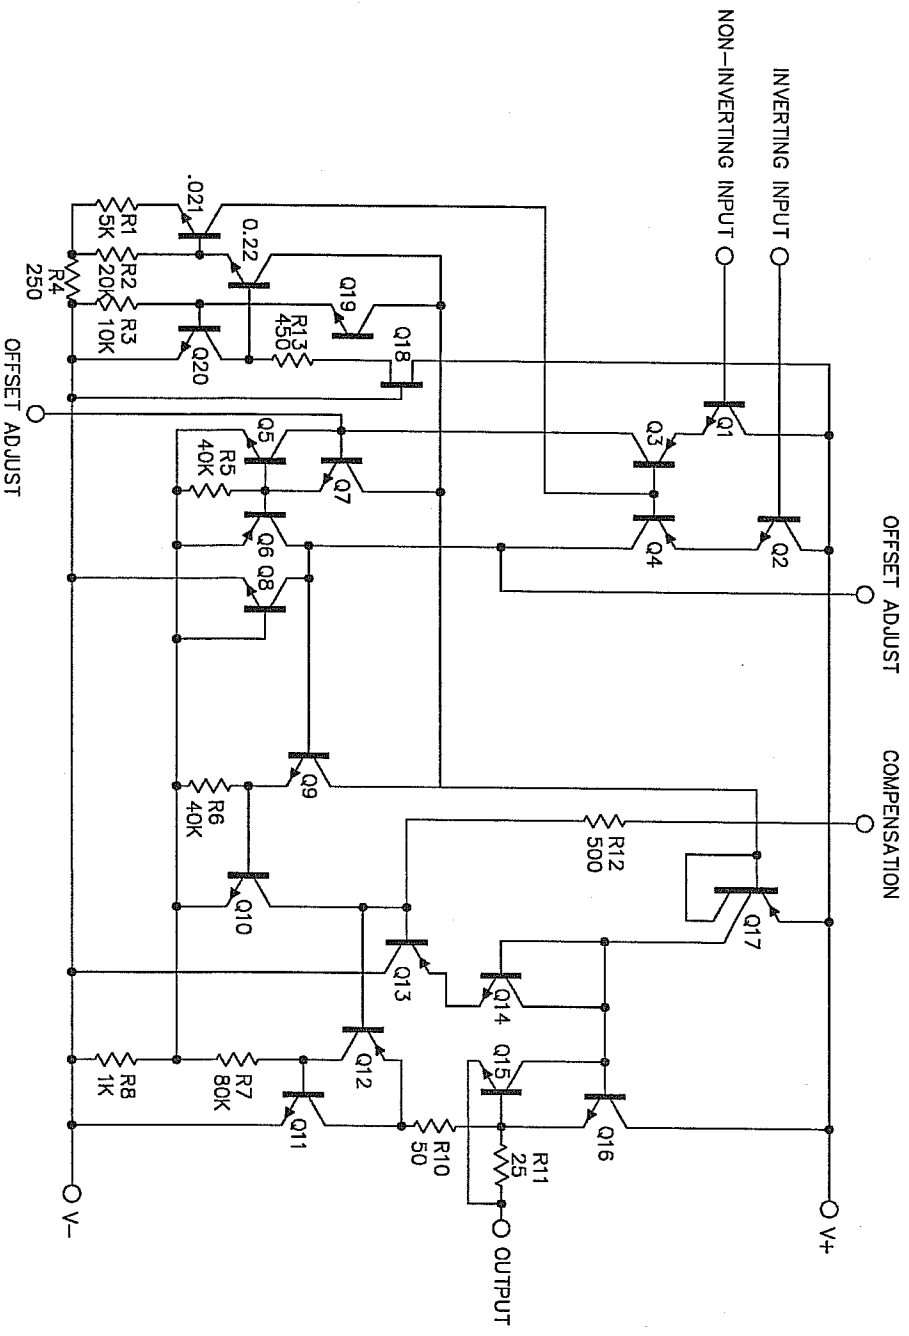 OFFSET ADJUST
COMPENSATION
V+
INVERTING INPUT
NON-INVERTING INPUT
Q2
Q1
Q17
Q3
Q4
R12
500
Q16
R11
25
OUTPUT
Q14
Q15
Q18
Q19
Q13
R10
50
R13
450
Q7
Q9
Q12
0.22
.021
Q20
Q5
R5
40K
Q6
Q8
R6
40K
Q10
R7
80K
Q11
R1
5K
R2
20K
R3
10K
R8
1K
R4
250
V-
OFFSET ADJUST